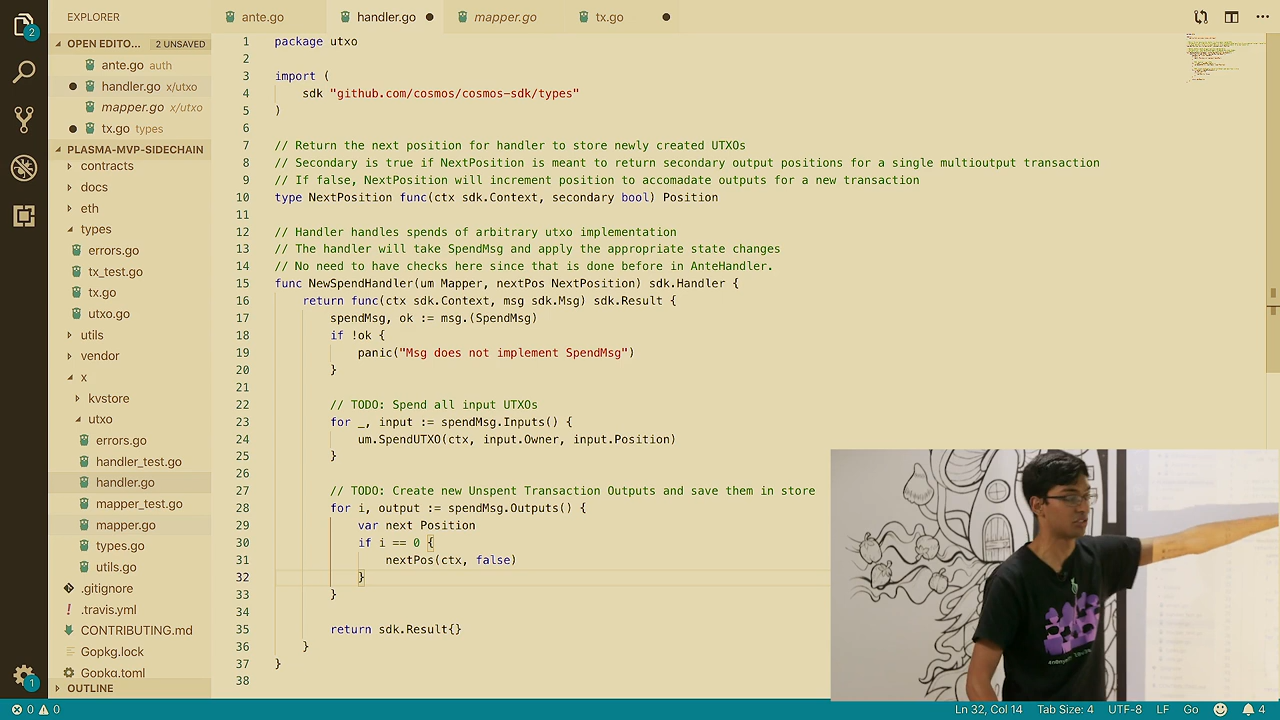 EXPLORER
OPEN EDITO... 2 UNSAVED
ante.go auth
handler.go x/utxo
mapper.go x/utxo
tx.go types
PLASMA-MVP-SIDECHAIN
contracts
docs
eth
types
errors.go
tx_test.go
tx.go
utxo.go
utils
vendor
x
kvstore
utxo
errors.go
handler_test.go
handler.go
mapper_test.go
mapper.go
types.go
utils.go
.gitignore
.travis.yml
CONTRIBUTING.md
Gopkg.lock
Gopkg.toml
OUTLINE
2
1
ante.go handler.go mapper.go tx.go
1 package utxo
2
3 import (
4 sdk "github.com/cosmos/cosmos-sdk/types"
5 )
6
7 // Return the next position for handler to store newly created UTXOs
8 // Secondary is true if NextPosition is meant to return secondary output positions for a single multioutput transaction
9 // If false, NextPosition will increment position to accomadate outputs for a new transaction
10 type NextPosition func(ctx sdk.Context, secondary bool) Position
11
12 // Handler handles spends of arbitrary utxo implementation
13 // The handler will take SpendMsg and apply the appropriate state changes
14 // No need to have checks here since that is done before in AnteHandler.
15 func NewSpendHandler(um Mapper, nextPos NextPosition) sdk.Handler {
16 return func(ctx sdk.Context, msg sdk.Msg) sdk.Result {
17 spendMsg, ok := msg.(SpendMsg)
18 if !ok {
19 panic("Msg does not implement SpendMsg")
20 }
21
22 // TODO: Spend all input UTXOs
23 for _, input := spendMsg.Inputs() {
24 um.SpendUTXO(ctx, input.Owner, input.Position)
25 }
26
27 // TODO: Create new Unspent Transaction Outputs and save them in store
28 for i, output := spendMsg.Outputs() {
29 var next Position
30 if i == 0 {
31 nextPos(ctx, false)
32 }
33 }
34
35 return sdk.Result{}
36 }
37 }
38
0 0 Ln 32, Col 14 Tab Size: 4 UTF-8 LF Go 4